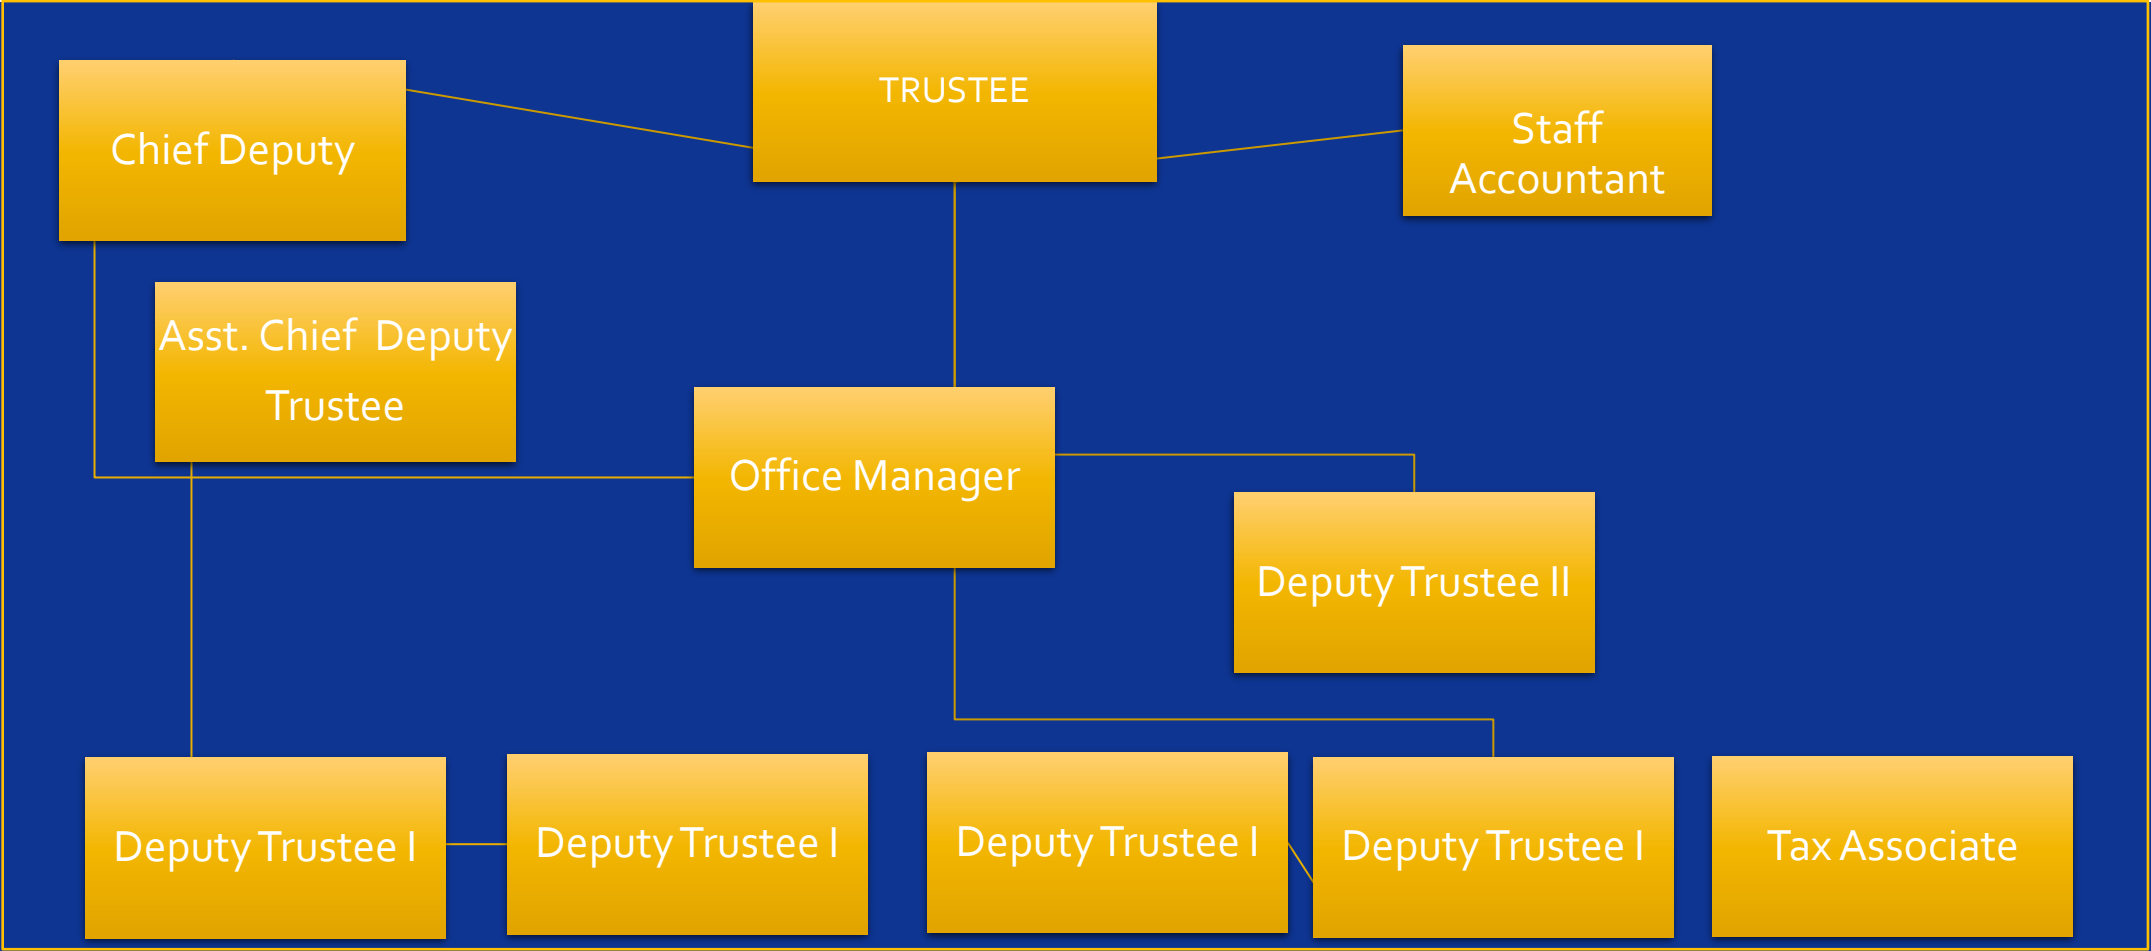 TRUSTEE
Chief Deputy
Staff
Accountant
Asst. Chief Deputy
Trustee
Office Manager
Deputy Trustee II
Deputy Trustee I
Deputy Trustee I
Deputy Trustee I
Deputy Trustee I
Tax Associate